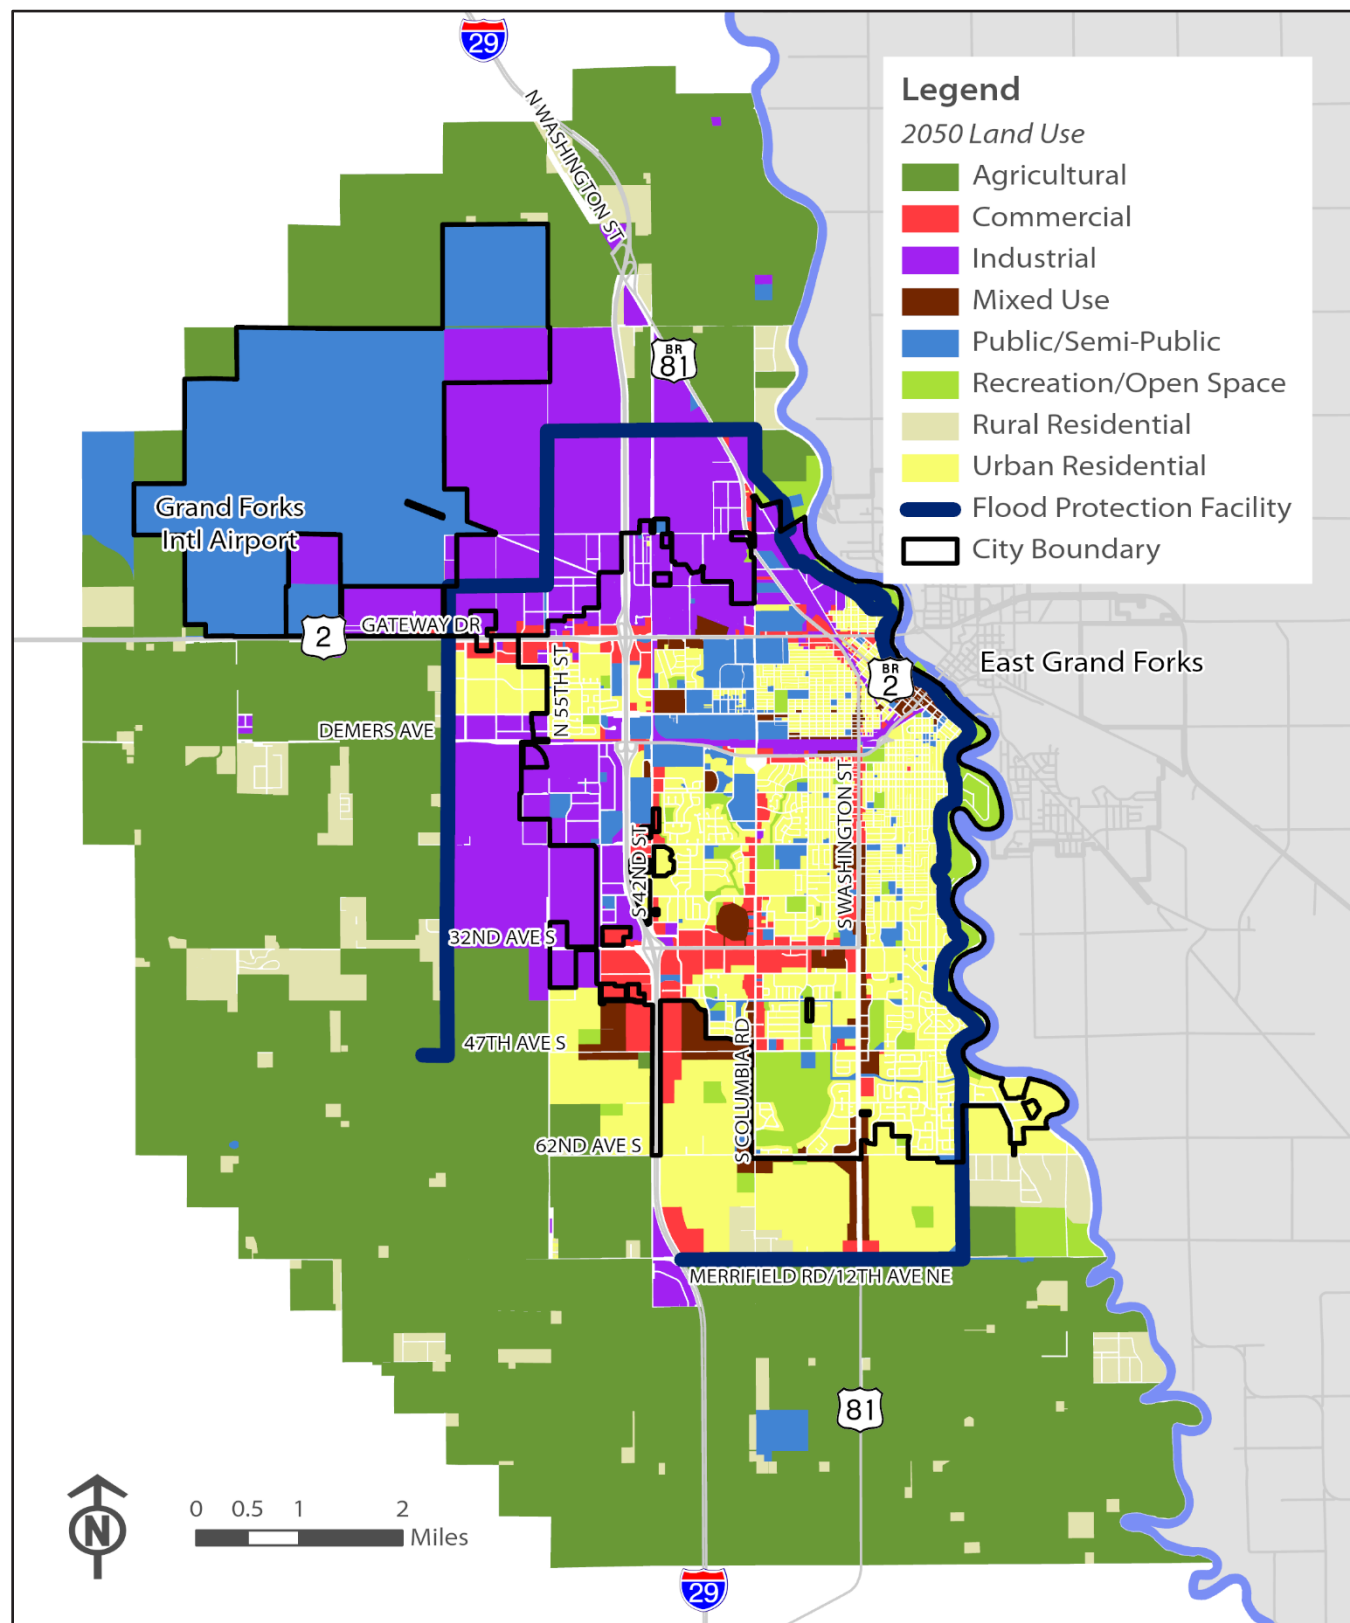 29
N WASHINGTON ST
Legend
2050 Land Use
Agricultural
Commercial
Industrial
Mixed Use
Public/Semi-Public
Recreation/Open Space
Rural Residential
Urban Residential
Flood Protection Facility
City Boundary
BR
81
Grand Forks
Intl Airport
2
GATEWAY DR
N 55TH ST
BR
2
East Grand Forks
DEMERS AVE
S 42ND ST
S WASHINGTON ST
32ND AVE S
47TH AVE S
S COLUMBIA RD
62ND AVE S
MERRIFIELD RD/12TH AVE NE
81
N
0 0.5 1 2
Miles
29